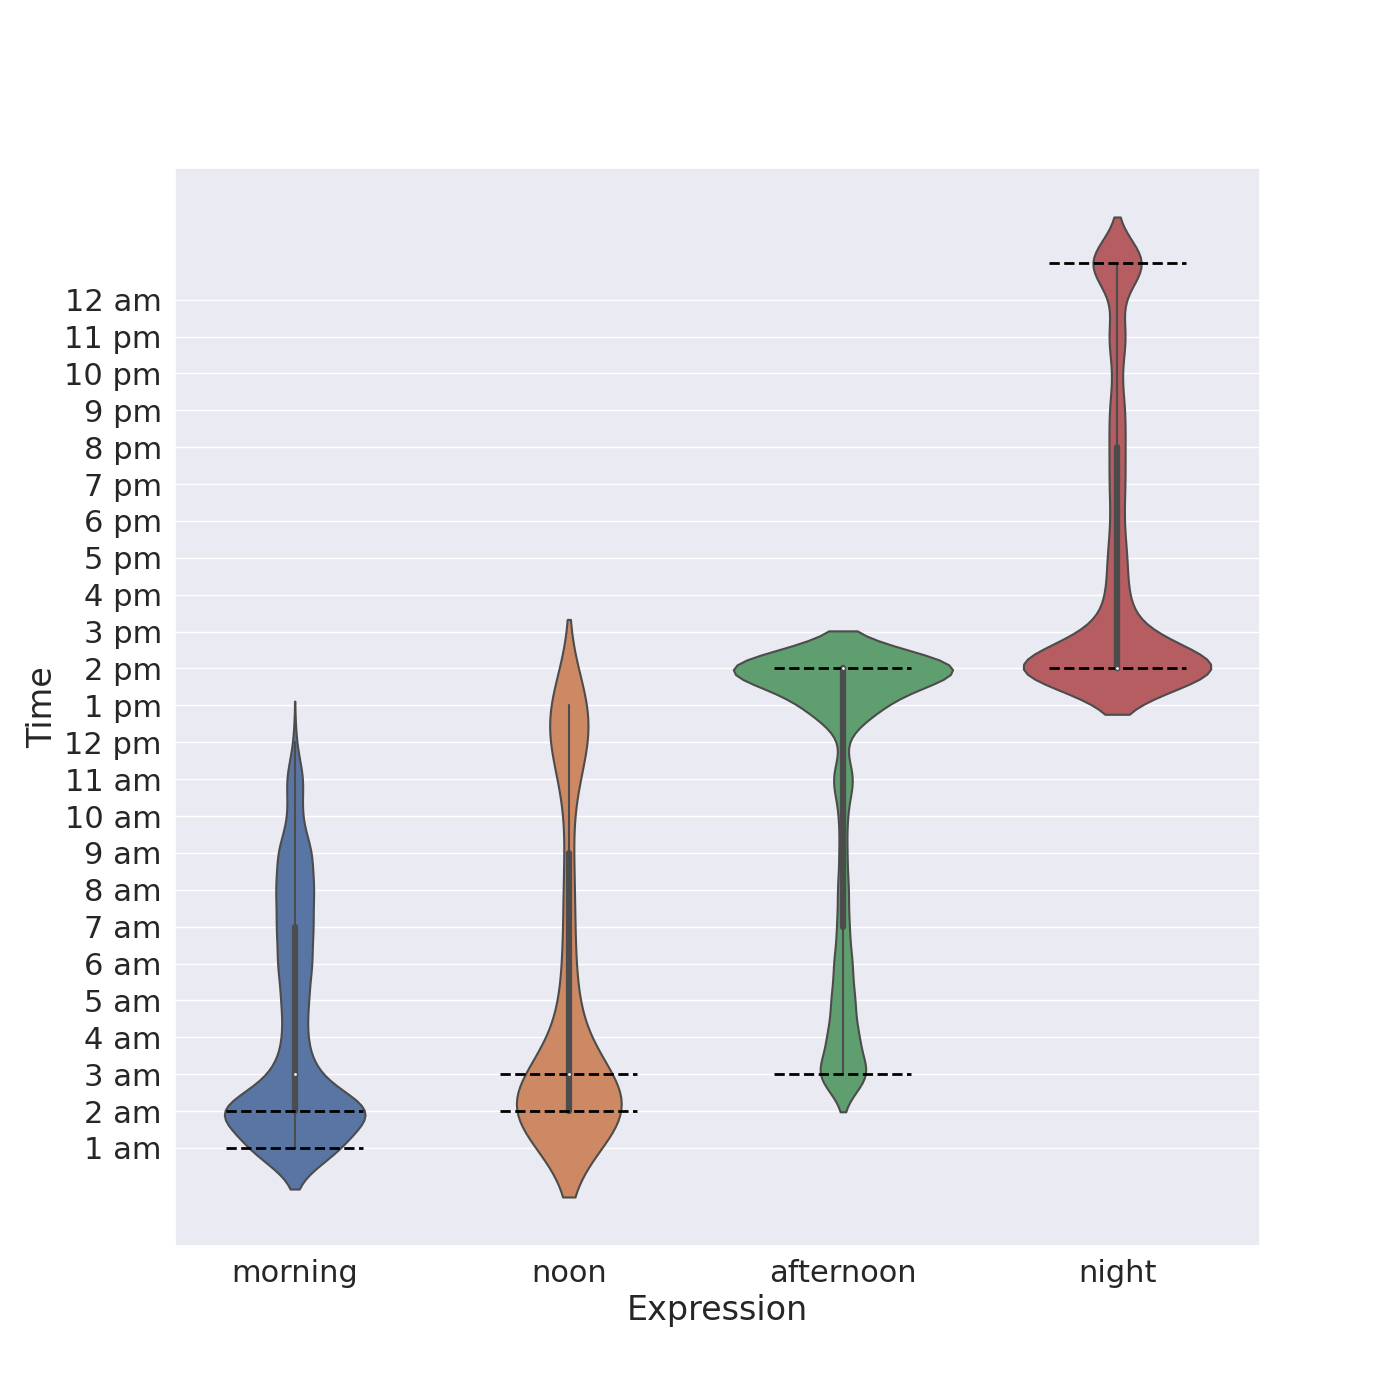 12 am
11 pm
10 pm
9 pm
8 pm
7 pm
6 pm
5 pm
4 pm
3 pm
2 pm
1 pm
12 pm
11 am
10 am
9 am
8 am
7 am
6 am
5 am
4 am
3 am
2 am
1 am
Time
morning noon afternoon night
Expression